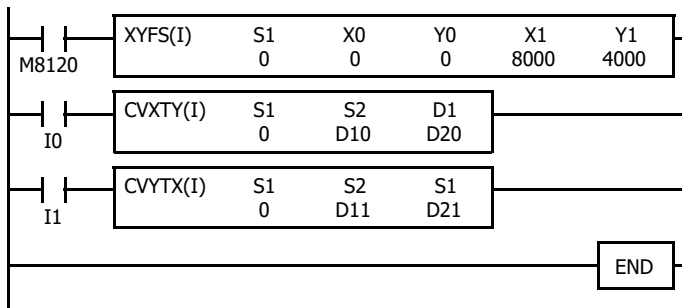 XYFS(I) S1 X0 Y0 X1 Y1
M8120 0 0 0 8000 4000
CVXTY(I) S1 S2 D1
I0 0 D10 D20
CVYTX(I) S1 S2 S1
I1 0 D11 D21
END